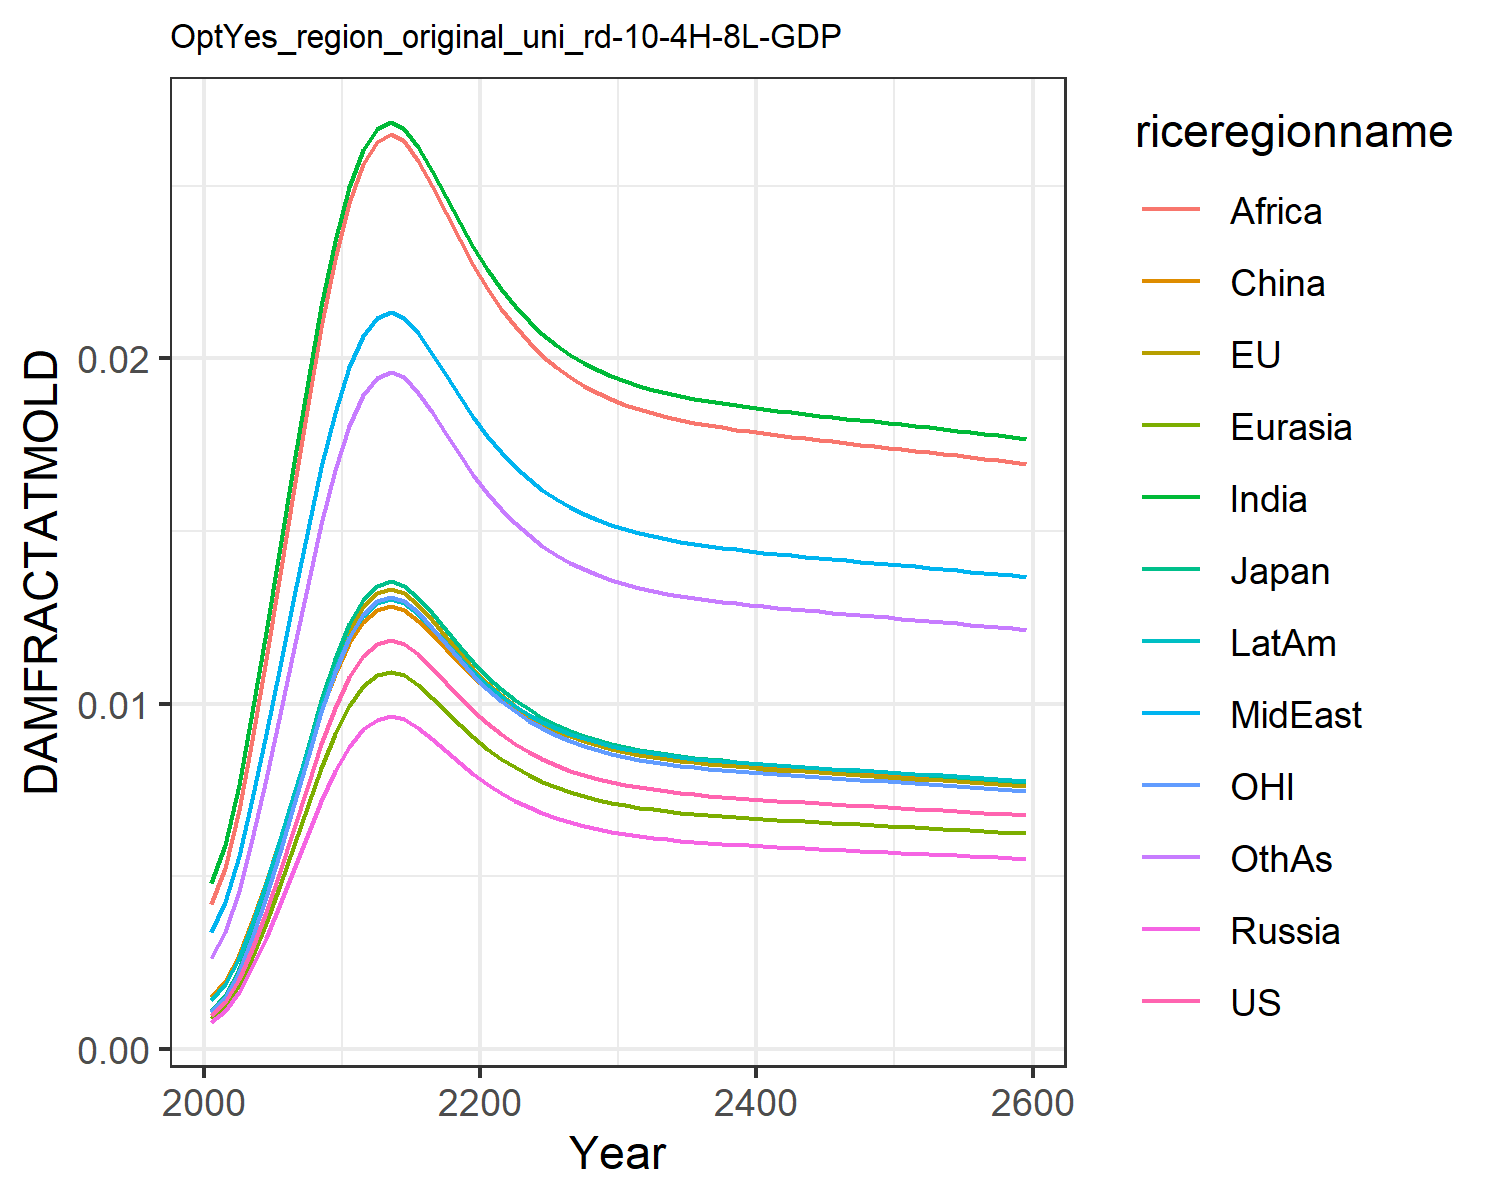 OptYes_region_original_uni_rd-10-4H-8L-GDP
DAMFRACTATMOLD
0.02
0.01
0.00
2000
2200
2400
2600
Year
riceregionname
Africa
China
EU
Eurasia
India
Japan
LatAm
MidEast
OHI
OthAs
Russia
US